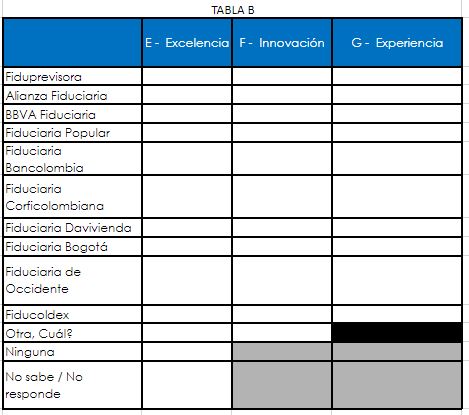 TABLA B
E - Excelencia F - Innovación G - Experiencia
Fiduprevisora
Alianza Fiduciaria
BBVA Fiduciaria
Fiduciaria Popular
Fiduciaria
Bancolombia
Fiduciaria
Corficolombiana
Fiduciaria Davivienda
Fiduciaria Bogotá
Fiduciaria de
Occidente
Fiducoldex
Otra, Cuál?
Ninguna
No sabe / No
responde